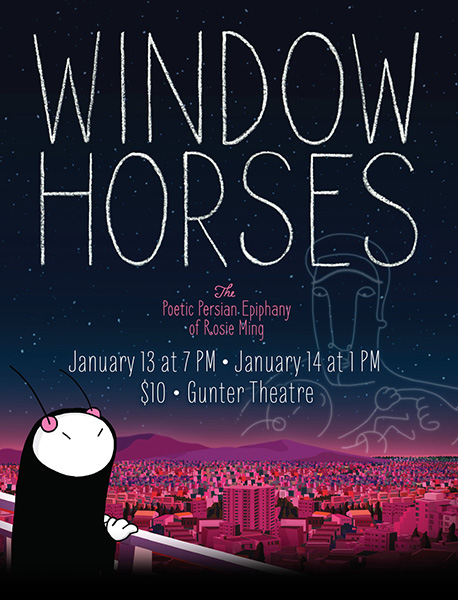 WINDOW
HORSES
The
Poetic Persian Epiphany
of Rosie Ming
January 13 at 7 PM • January 14 at 1 PM
$10 • Gunter Theatre